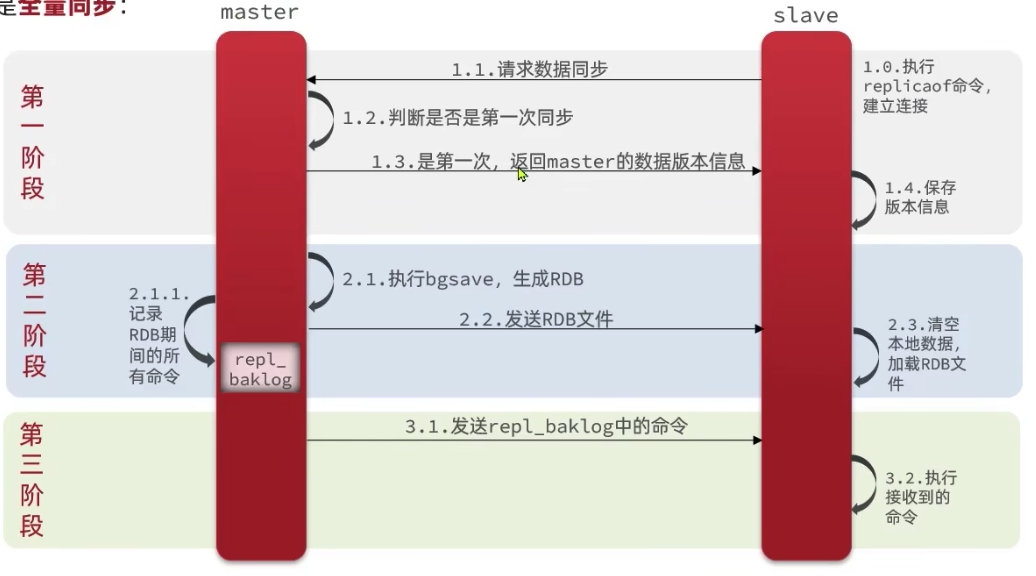 是全量同步：
master
slave
第一阶段
1.0.执行
replicaof命令，
建立连接
1.1.请求数据同步
1.2.判断是否是第一次同步
1.3.是第一次，返回master的数据版本信息
1.4.保存
版本信息
第二阶段
2.1.执行bgsave，生成RDB
2.1.1.
记录
RDB期
间的所
有命令
repl_
baklog
2.2.发送RDB文件
2.3.清空
本地数据，
加载RDB文
件
第三阶段
3.1.发送repl_baklog中的命令
3.2.执行
接收到的
命令